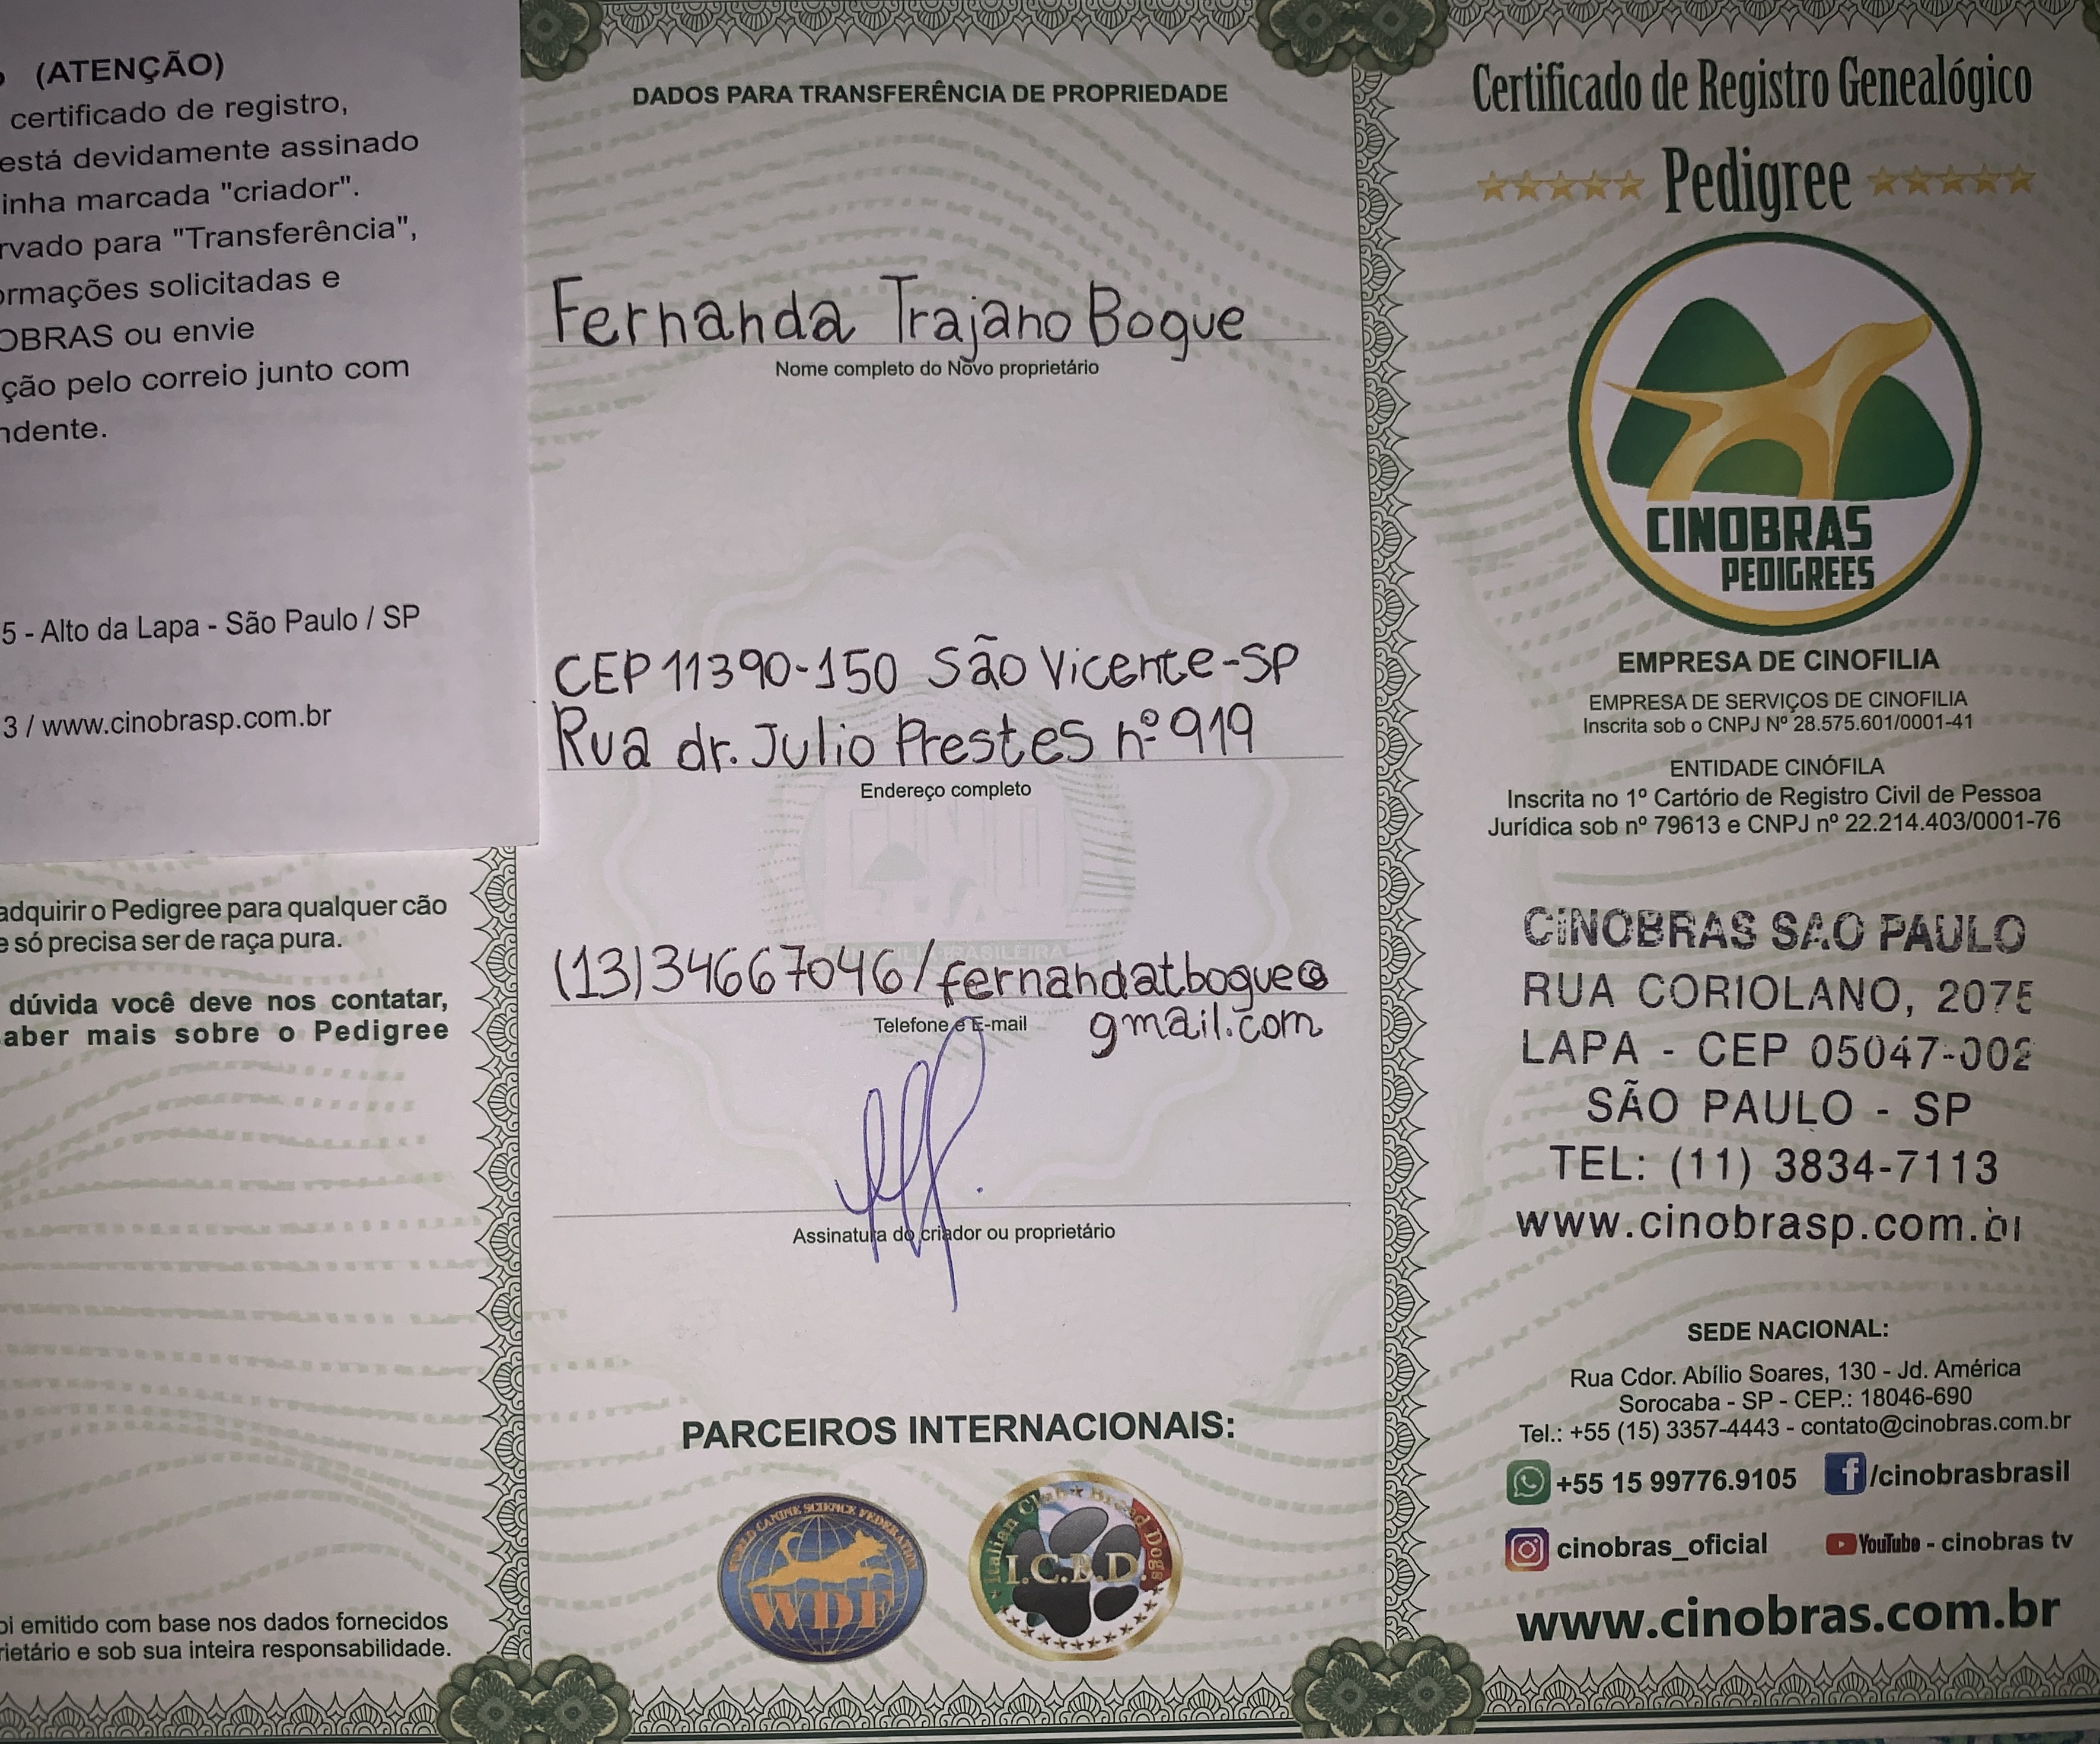 (ATENÇÃO)
certificado de registro,
está devidamente assinado
inha marcada "criador".
rvado para "Transferência",
ormações solicitadas e
OBRAS ou envie
ção pelo correio junto com
ndente.
5 - Alto da Lapa - São Paulo / SP
3 / www.cinobrasp.com.br
adquirir o Pedigree para qualquer cão
e só precisa ser de raça pura.
dúvida você deve nos contatar,
aber mais sobre o Pedigree
oi emitido com base nos dados fornecidos
rietário e sob sua inteira responsabilidade.
DADOS PARA TRANSFERÊNCIA DE PROPRIEDADE
Fernanda Trajano Bogue
Nome completo do Novo proprietário
CEP 11390-150 São Vicente-SP
Rua dr. Julio Prestes nº 919
Endereço completo
(13)34667046/fernandatbogue@
gmail.com
Telefone e E-mail
Assinatura do criador ou proprietário
PARCEIROS INTERNACIONAIS:
WORLD CANINE SCIENCE FEDERATION
WDF
Italian Club ★ Breed Dogs
I.C.B.D.
Certificado de Registro Genealógico
Pedigree
CINOBRAS
PEDIGREES
EMPRESA DE CINOFILIA
EMPRESA DE SERVIÇOS DE CINOFILIA
Inscrita sob o CNPJ Nº 28.575.601/0001-41
ENTIDADE CINÓFILA
Inscrita no 1º Cartório de Registro Civil de Pessoa
Jurídica sob nº 79613 e CNPJ nº 22.214.403/0001-76
CINOBRAS SAO PAULO
RUA CORIOLANO, 2075
LAPA - CEP 05047-002
SÃO PAULO - SP
TEL: (11) 3834-7113
www.cinobrasp.com.br
SEDE NACIONAL:
Rua Cdor. Abílio Soares, 130 - Jd. América
Sorocaba - SP - CEP.: 18046-690
Tel.: +55 (15) 3357-4443 - contato@cinobras.com.br
+55 15 99776.9105 f /cinobrasbrasil
cinobras_oficial YouTube - cinobras tv
www.cinobras.com.br